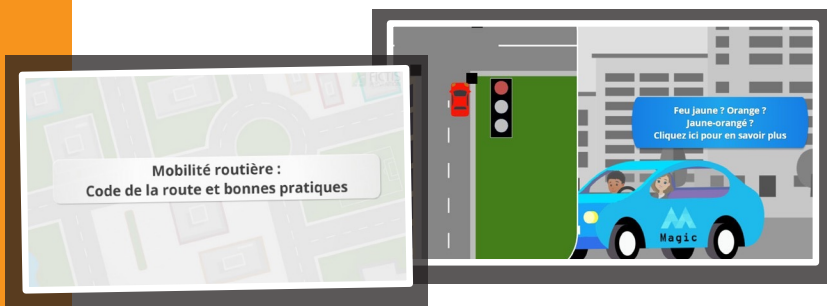 Mobilité routière :
Code de la route et bonnes pratiques
Feu jaune ? Orange ?
Jaune-orangé ?
Cliquez ici pour en savoir plus
Magic